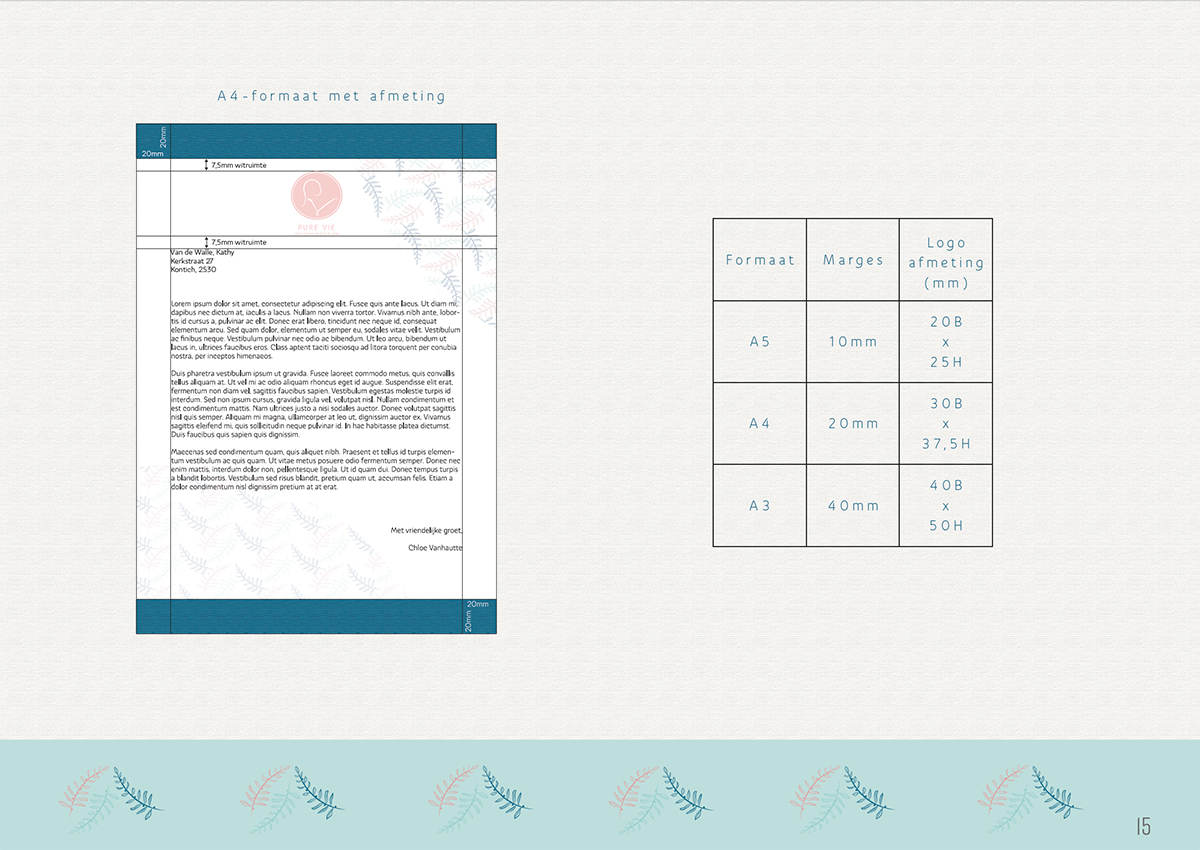 A4-formaat met afmeting
20mm
20mm
7,5mm witruimte
PURE VIE
7,5mm witruimte
Van de Walle, Kathy
Kerkstraat 27
Kontich, 2530
Lorem ipsum dolor sit amet, consectetur adipiscing elit. Fusce quis ante lacus. Ut diam mi,
dapibus nec dictum at, iaculis a lacus. Nullam non viverra tortor. Vivamus nibh ante, lobor-
tis id cursus a, pulvinar ac elit. Donec erat libero, tincidunt nec neque id, consequat
elementum arcu. Sed quam dolor, elementum ut semper eu, sodales vitae velit. Vestibulum
ac finibus neque. Vestibulum pulvinar nec odio ac bibendum. Ut leo arcu, bibendum ut
lacus in, ultrices faucibus eros. Class aptent taciti sociosqu ad litora torquent per conubia
nostra, per inceptos himenaeos.
Duis pharetra vestibulum ipsum ut gravida. Fusce laoreet commodo metus, quis convallis
tellus aliquam at. Ut vel mi ac odio aliquam rhoncus eget id augue. Suspendisse elit erat,
fermentum non diam vel, sagittis faucibus sapien. Vestibulum egestas molestie turpis id
interdum. Sed non ipsum cursus, gravida ligula vel, volutpat nisl. Nullam condimentum et
est condimentum mattis. Nam ultrices justo a nisi sodales auctor. Donec volutpat sagittis
nisl quis semper. Aliquam mi magna, ullamcorper at leo ut, dignissim auctor ex. Vivamus
sagittis eleifend mi, quis sollicitudin neque pulvinar id. In hac habitasse platea dictumst.
Duis faucibus quis sapien quis dignissim.
Maecenas sed condimentum quam, quis aliquet nibh. Praesent et tellus id turpis elemen-
tum vestibulum ac quis quam. Ut vitae metus posuere odio fermentum semper. Donec nec
enim mattis, interdum dolor non, pellentesque ligula. Ut id quam dui. Donec tempus turpis
a blandit lobortis. Vestibulum sed risus blandit, pretium quam ut, accumsan felis. Etiam a
dolor condimentum nisl dignissim pretium at at erat.
Met vriendelijke groet,
Chloe Vanhautte
20mm
20mm
Formaat
Marges
Logo
afmeting
(mm)
A5
10mm
20B
x
25H
A4
20mm
30B
x
37,5H
A3
40mm
40B
x
50H
15